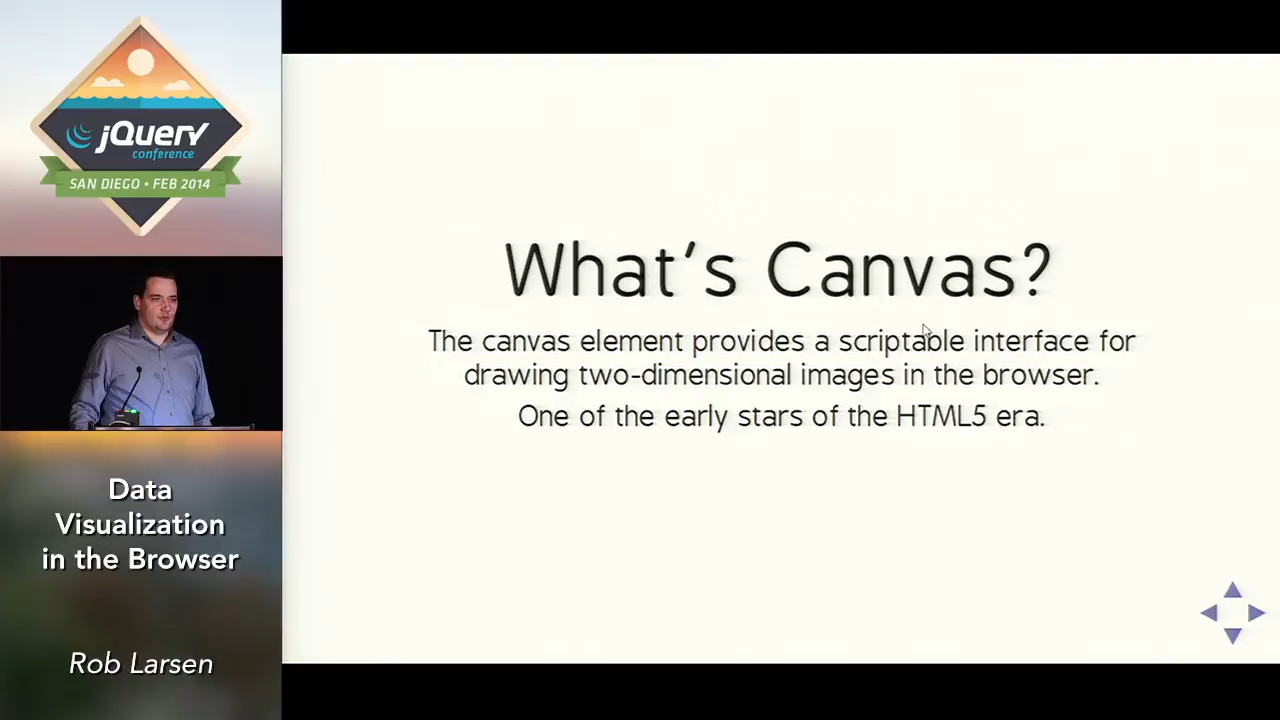 jQuery
conference
SAN DIEGO • FEB 2014
Data
Visualization
in the Browser
Rob Larsen
What's Canvas?
The canvas element provides a scriptable interface for
drawing two-dimensional images in the browser.
One of the early stars of the HTML5 era.